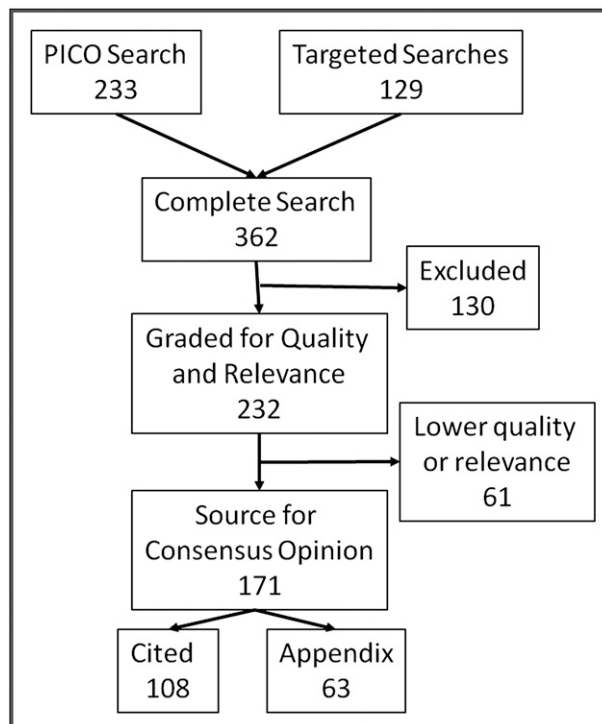 PICO Search
233
Targeted Searches
129
Complete Search
362
Excluded
130
Graded for Quality
and Relevance
232
Lower quality
or relevance
61
Source for
Consensus Opinion
171
Cited
108
Appendix
63